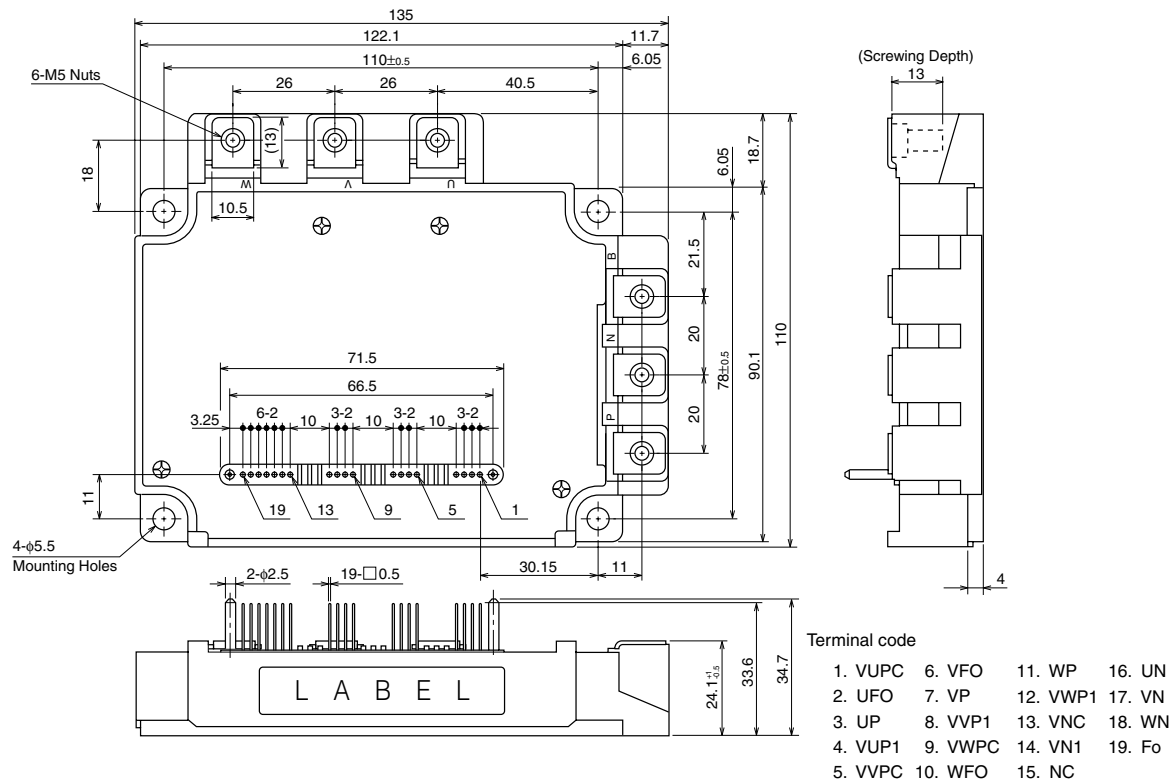 135
122.1
11.7
110±0.5
6.05
6-M5 Nuts
26
26
40.5
(Screwing Depth)
13
(13)
18
10.5
W
V
U
6.05
18.7
B
21.5
N
20
P
20
78±0.5
90.1
110
71.5
66.5
3.25
6-2
10
3-2
10
3-2
10
3-2
11
19
13
9
5
1
4-φ5.5
Mounting Holes
30.15
11
4
2-φ2.5
19-□0.5
LABEL
24.1 +1 -0.5
33.6
34.7
Terminal code
1. VUPC 6. VFO 11. WP 16. UN
2. UFO 7. VP 12. VWP1 17. VN
3. UP 8. VVP1 13. VNC 18. WN
4. VUP1 9. VWPC 14. VN1 19. Fo
5. VVPC 10. WFO 15. NC